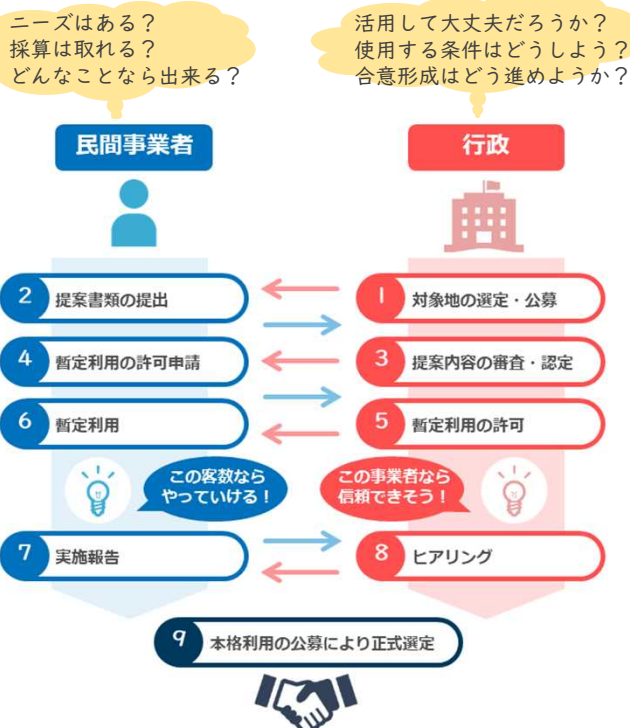 ニーズはある？
採算は取れる？
どんなことなら出来る？
活用して大丈夫だろうか？
使用する条件はどうしよう？
合意形成はどう進めようか？
民間事業者
行政
1 対象地の選定・公募
2 提案書類の提出
3 提案内容の審査・認定
4 暫定利用の許可申請
5 暫定利用の許可
6 暫定利用
この客数なら
やっていける！
この事業者なら
信頼できそう！
7 実施報告
8 ヒアリング
9 本格利用の公募により正式選定